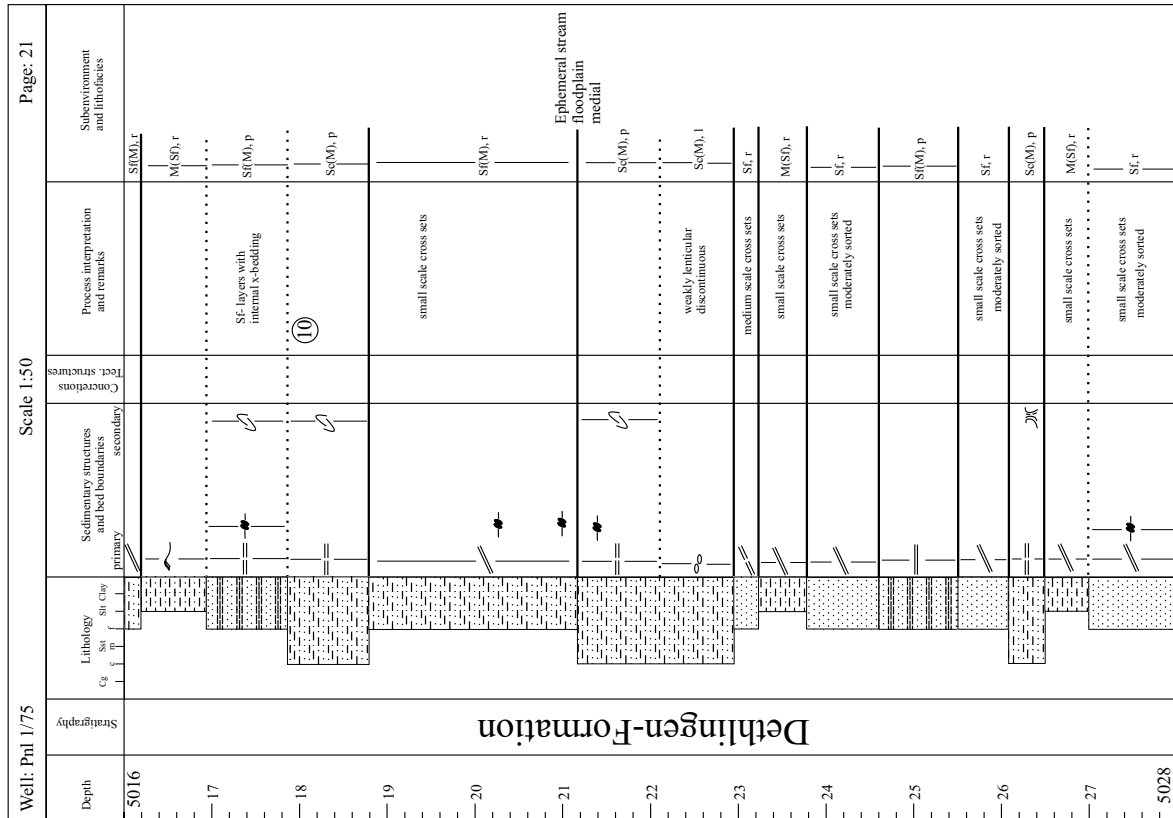 Well: Pnl 1/75
Scale 1:50
Page: 21
Depth
Stratigraphy
Lithology
Cg
c
Sst
m
f
Slt
Clay
Sedimentary structures
and bed boundaries
primary
secondary
Concretions
Tect. structures
Process interpretation
and remarks
Subenvironment
and lithofacies
5016
17
18
19
20
21
22
23
24
25
26
27
5028
Dethlingen-Formation
Sf- layers with
internal x-bedding
10
small scale cross sets
weakly lenticular
discontinuous
medium scale cross sets
small scale cross sets
small scale cross sets
moderately sorted
small scale cross sets
moderately sorted
small scale cross sets
small scale cross sets
moderately sorted
Sf(M), r
M(Sf), r
Sf(M), p
Sc(M), p
Sf(M), r
Sc(M), p
Sc(M), l
Sf, r
M(Sf), r
Sf, r
Sf(M), p
Sf, r
Sc(M), p
M(Sf), r
Sf, r
Ephemeral stream
floodplain
medial